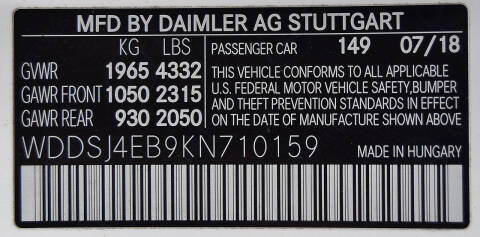 MFD BY DAIMLER AG STUTTGART
KG LBS PASSENGER CAR 149 07/18
GVWR 1965 4332 THIS VEHICLE CONFORMS TO ALL APPLICABLE
GAWR FRONT 1050 2315 U.S. FEDERAL MOTOR VEHICLE SAFETY,BUMPER
AND THEFT PREVENTION STANDARDS IN EFFECT
GAWR REAR 930 2050 ON THE DATE OF MANUFACTURE SHOWN ABOVE
WDDSJ4EB9KN710159 MADE IN HUNGARY